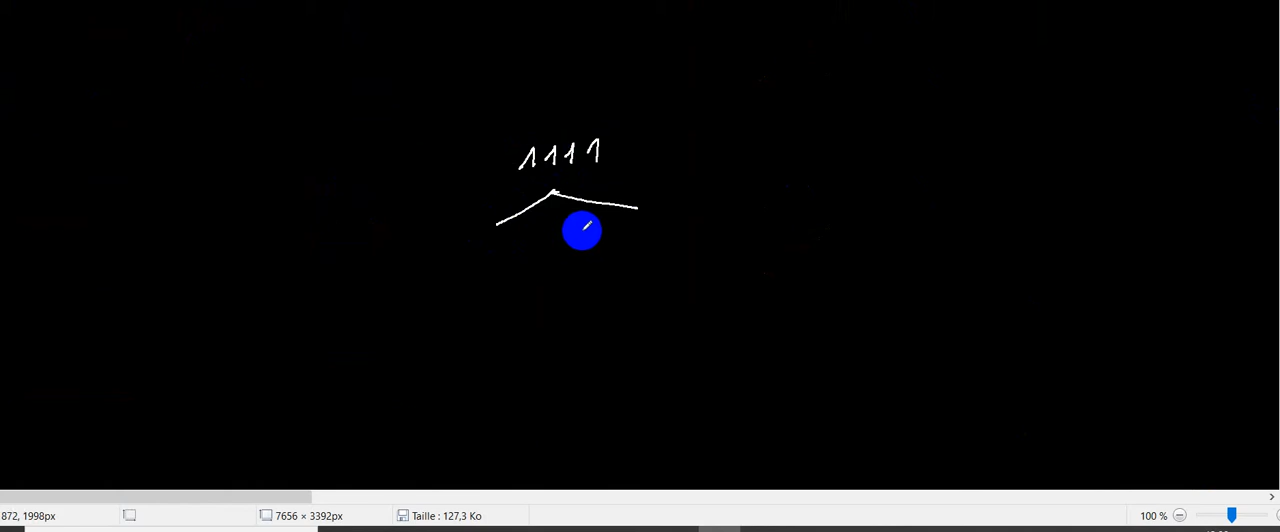 1111
872, 1998px
7656 × 3392px
Taille : 127,3 Ko
100 %